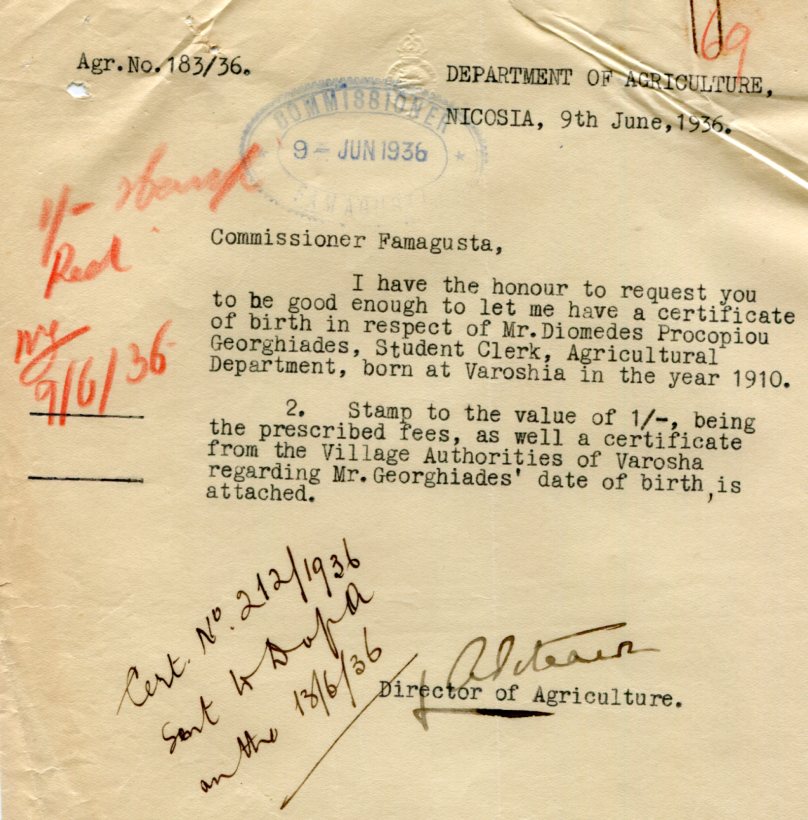 69
Agr.No.183/36.
DEPARTMENT OF AGRICULTURE,
NICOSIA, 9th June,1936.
COMMISSIONER
9 - JUN 1936
FAMAGUSTA
1/- Stamp
Recd
9/6/36
Commissioner Famagusta,
I have the honour to request you
to be good enough to let me have a certificate
of birth in respect of Mr.Diomedes Procopiou
Georghiades, Student Clerk, Agricultural
Department, born at Varoshia in the year 1910.
2. Stamp to the value of 1/-, being
the prescribed fees, as well a certificate
from the Village Authorities of Varosha
regarding Mr.Georghiades' date of birth,is
attached.
Cert. No. 212/1936
Sent to D of A
on the 13/6/36
Director of Agriculture.